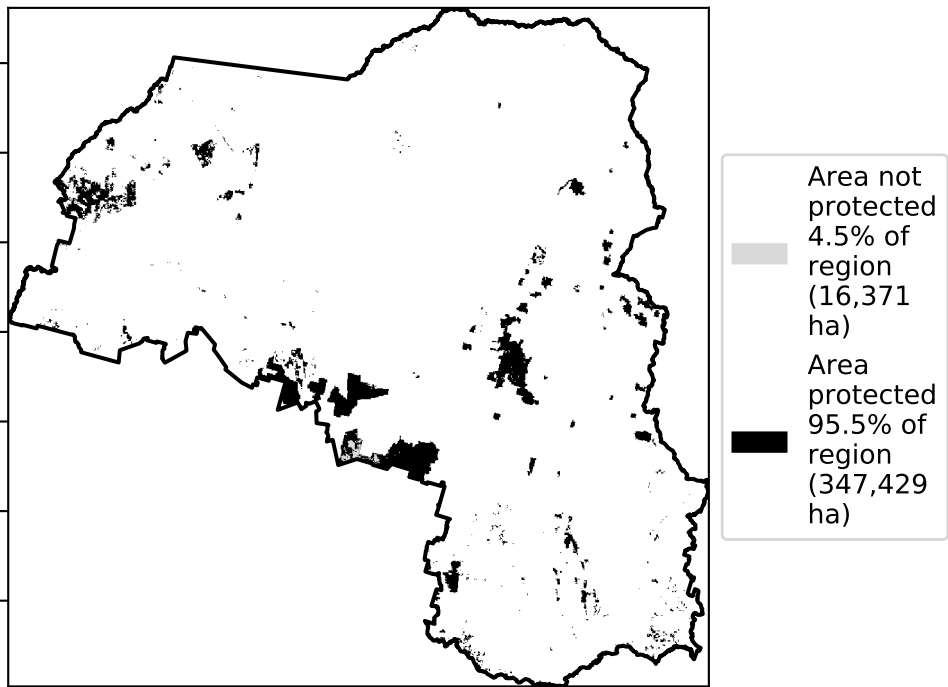 Area not
protected
4.5% of
region
(16,371
ha)
Area
protected
95.5% of
region
(347,429
ha)